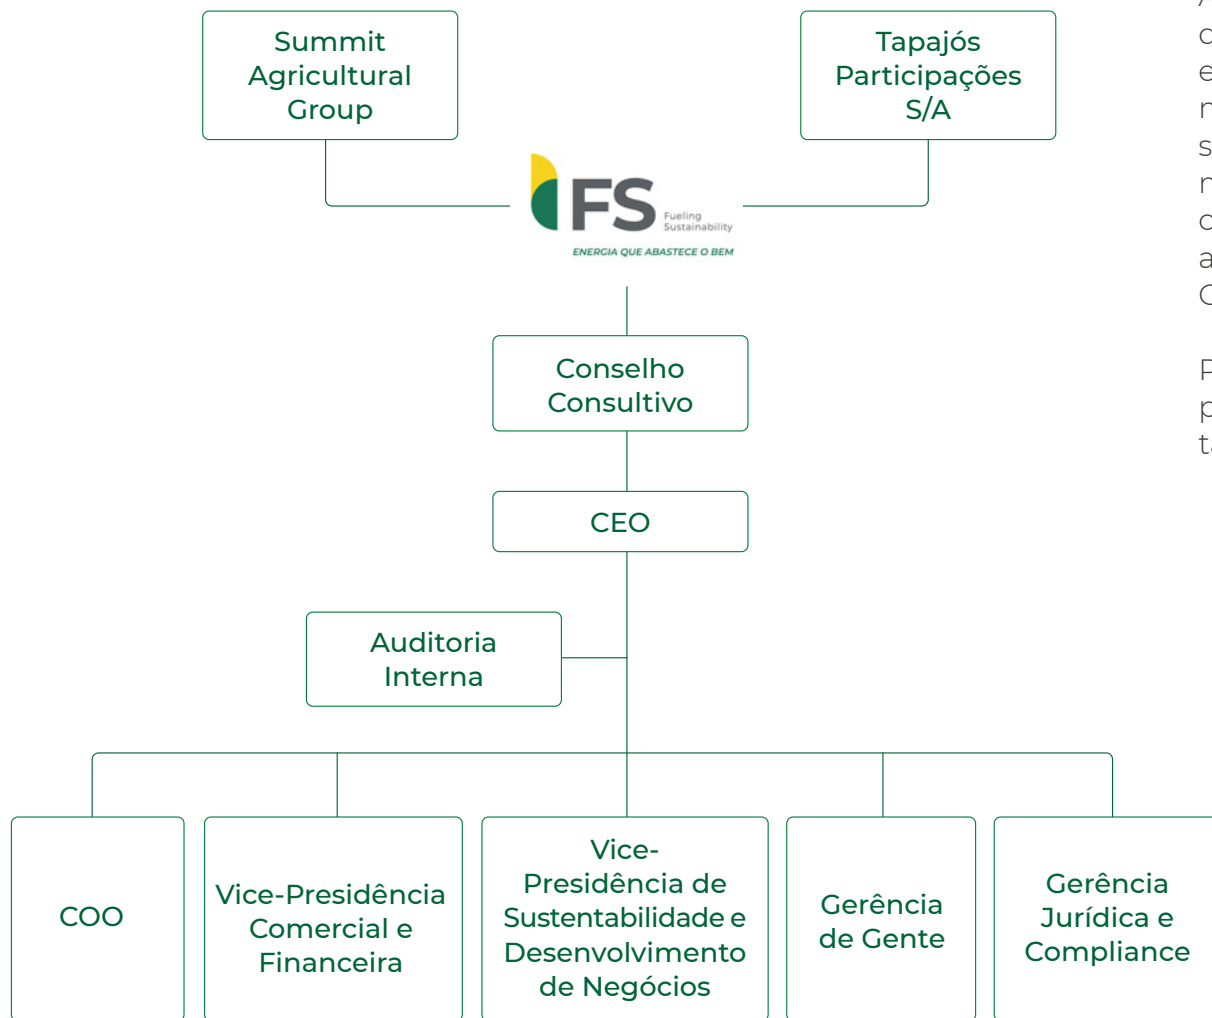 Summit
Agricultural
Group
Tapajós
Participações
S/A
FS
Fueling
Sustainability
ENERGIA QUE ABASTECE O BEM
Conselho
Consultivo
CEO
Auditoria
Interna
COO
Vice-Presidência
Comercial e
Financeira
Vice-
Presidência de
Sustentabilidade e
Desenvolvimento
de Negócios
Gerência
de Gente
Gerência
Jurídica e
Compliance